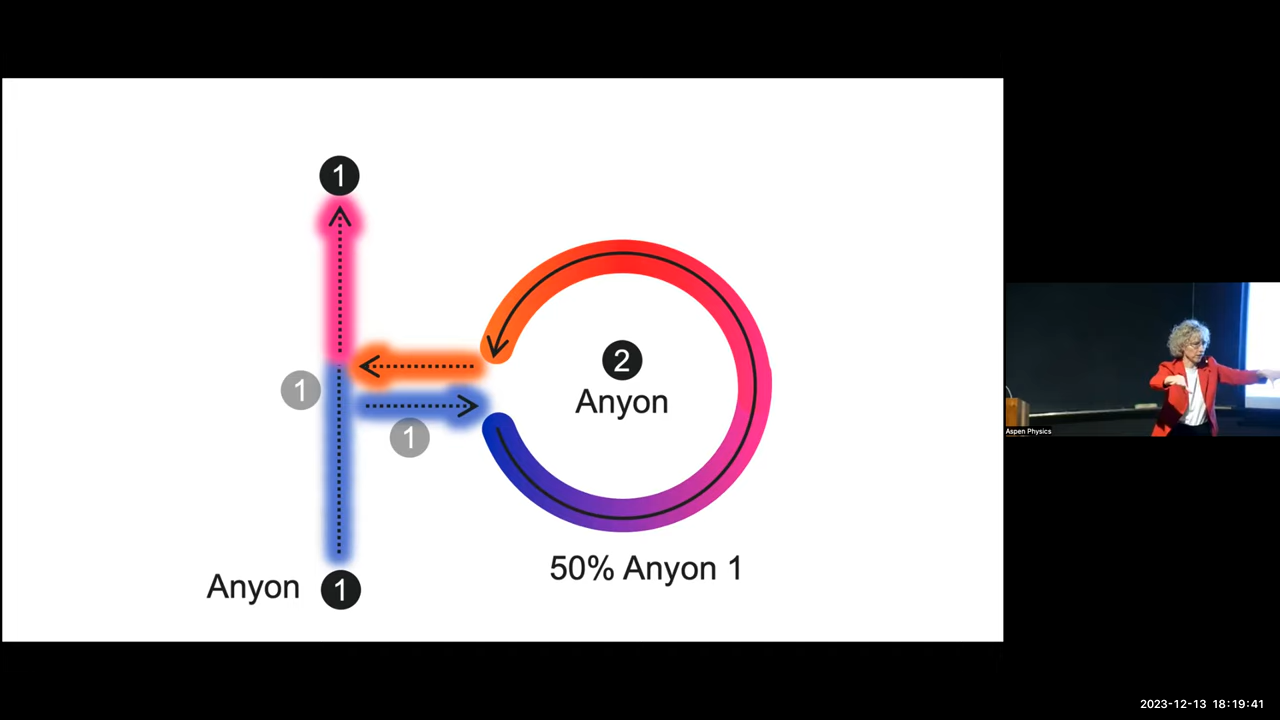 1
2
Anyon
1
1
50% Anyon 1
Anyon 1
Aspen Physics
2023-12-13 18:19:41